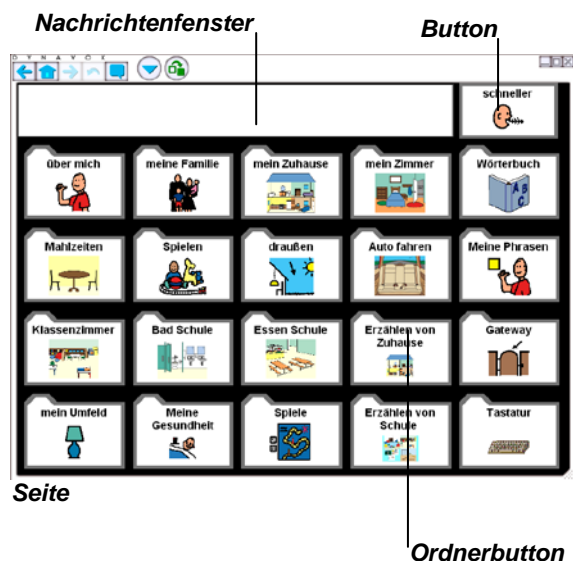 Nachrichtenfenster
Button
DYNAVOX
schneller
über mich
meine Familie
mein Zuhause
mein Zimmer
Wörterbuch
A B
C
Mahlzeiten
Spielen
draußen
Auto fahren
Meine Phrasen
Klassenzimmer
Bad Schule
Essen Schule
Erzählen von
Zuhause
Gateway
mein Umfeld
Meine
Gesundheit
Spiele
Erzählen von
Schule
Tastatur
Seite
Ordnerbutton